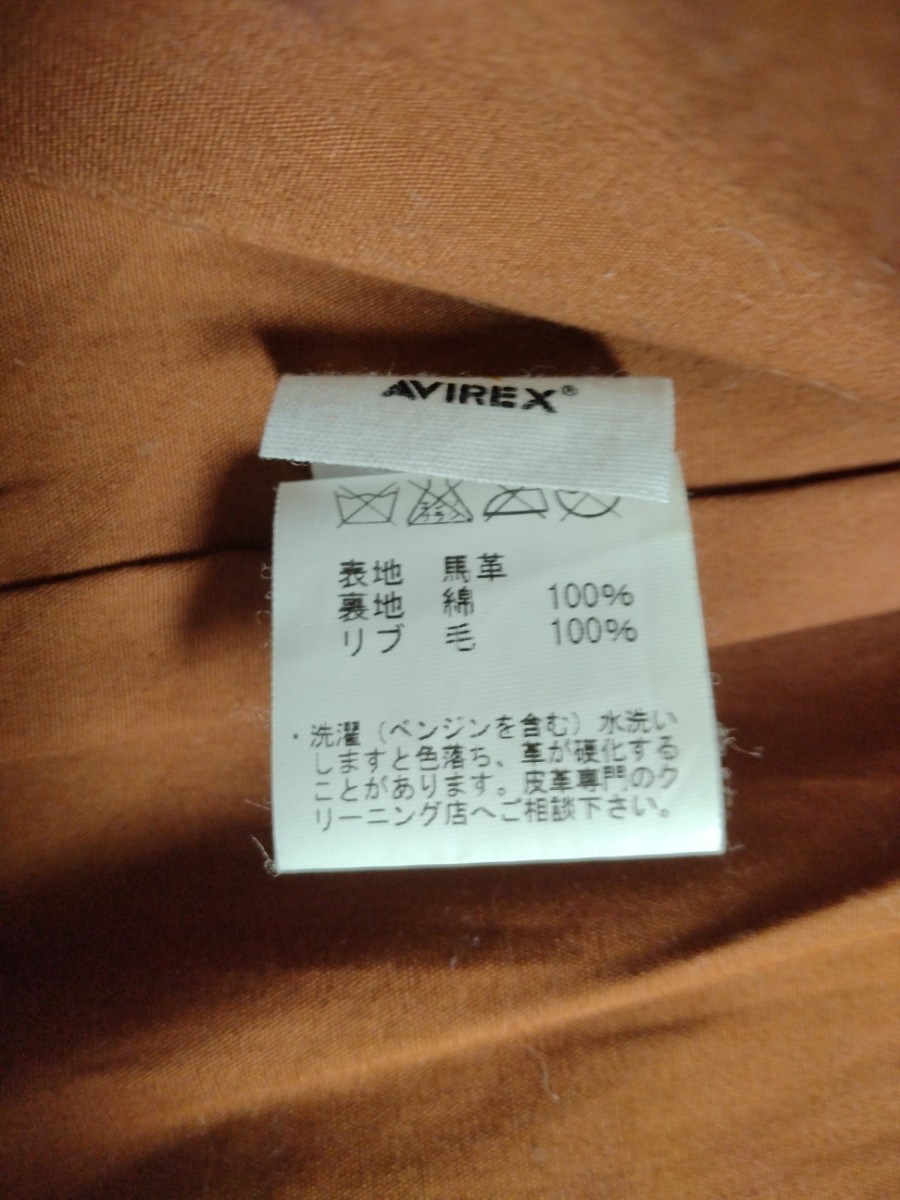 AVIREX®
エンソ
表地 馬革
裏地 綿 100%
リブ 毛 100%
・洗濯（ベンジンを含む）水洗い
しますと色落ち、革が硬化する
ことがあります。皮革専門のク
リーニング店へご相談下さい。